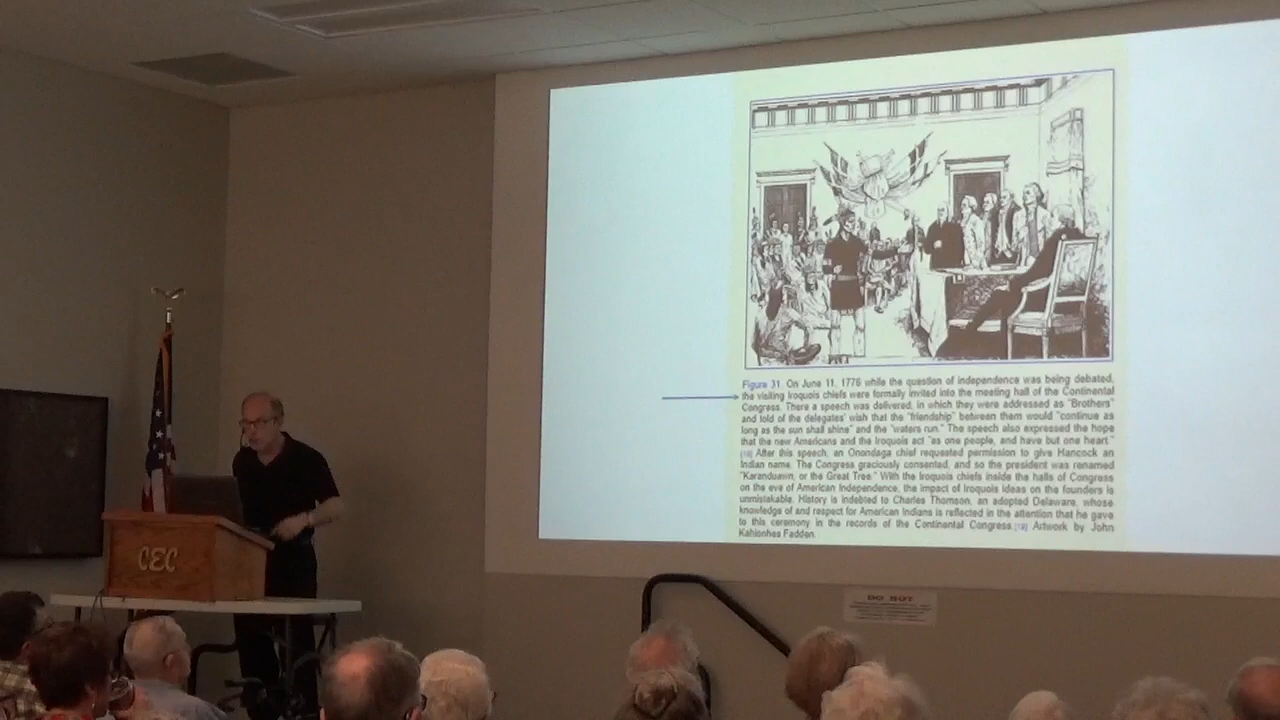 Figure 31. On June 11, 1776 while the question of independence was being debated,
the visiting Iroquois chiefs were formally invited into the meeting hall of the Continental
Congress. There a speech was delivered, in which they were addressed as "Brothers"
and told of the delegates' wish that the "friendship" between them would "continue as
long as the sun shall shine" and the "waters run." The speech also expressed the hope
that the new Americans and the Iroquois act "as one people, and have but one heart."
[18] After this speech, an Onondaga chief requested permission to give Hancock an
Indian name. The Congress graciously consented, and so the president was renamed
"Karanduawn, or the Great Tree." With the Iroquois chiefs inside the halls of Congress
on the eve of American Independence, the impact of Iroquois ideas on the founders is
unmistakable. History is indebted to Charles Thomson, an adopted Delaware, whose
knowledge of and respect for American Indians is reflected in the attention that he gave
to this ceremony in the records of the Continental Congress.[19] Artwork by John
Kahionhes Fadden.
CEC
DO NOT